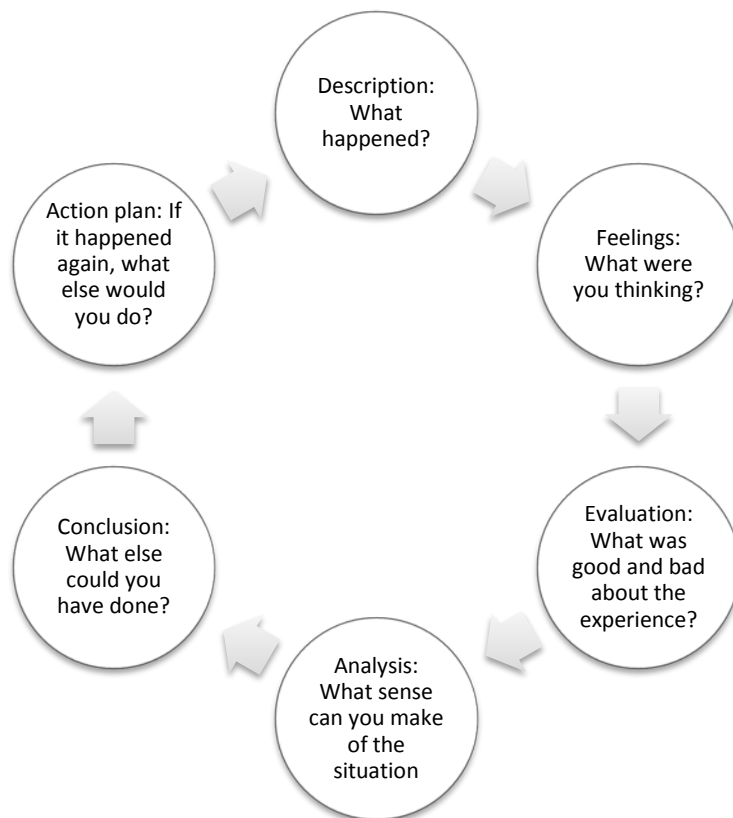 Description:
What
happened?
Feelings:
What were
you thinking?
Evaluation:
What was
good and bad
about the
experience?
Analysis:
What sense
can you make
of the
situation
Conclusion:
What else
could you
have done?
Action plan: If
it happened
again, what
else would
you do?